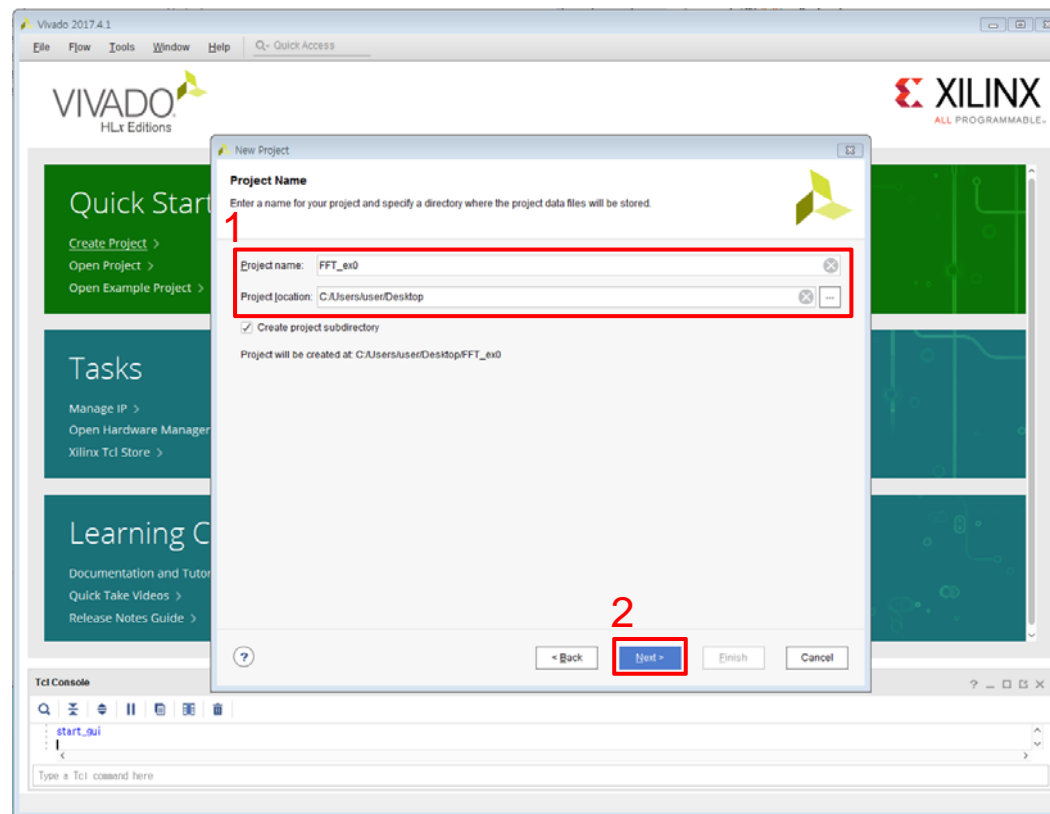 Vivado 2017.4.1
File Flow Tools Window Help Q- Quick Access
VIVADO.
HLx Editions
XILINX
ALL PROGRAMMABLE.
New Project
Project Name
Enter a name for your project and specify a directory where the project data files will be stored.
1
Project name: FFT_ex0
Project location: C:/Users/user/Desktop ...
Create project subdirectory
Project will be created at: C:/Users/user/Desktop/FFT_ex0
Quick Start
Create Project >
Open Project >
Open Example Project >
Tasks
Manage IP >
Open Hardware Manager
Xilinx Tcl Store >
Learning C
Documentation and Tutor
Quick Take Videos >
Release Notes Guide >
2
? < Back Next > Finish Cancel
Tcl Console
start_gui
Type a Tcl command here